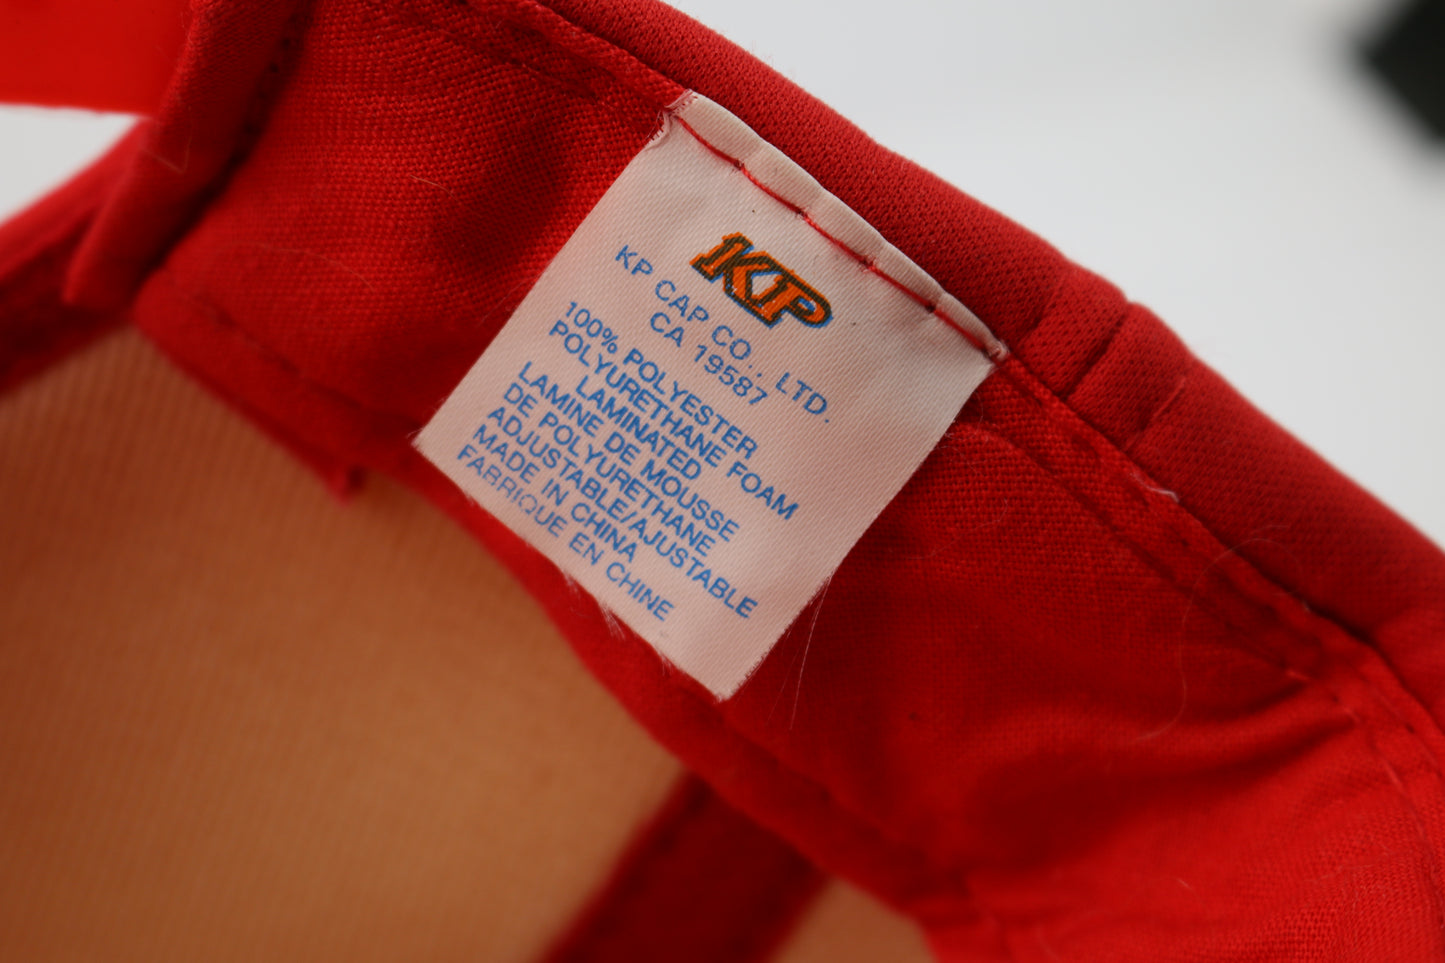 KP
KP CAP CO., LTD.
CA 19587
100% POLYESTER
POLYURETHANE FOAM
LAMINATED
LAMINE DE MOUSSE
DE POLYURETHANE
ADJUSTABLE/AJUSTABLE
MADE IN CHINA
FABRIQUE EN CHINE